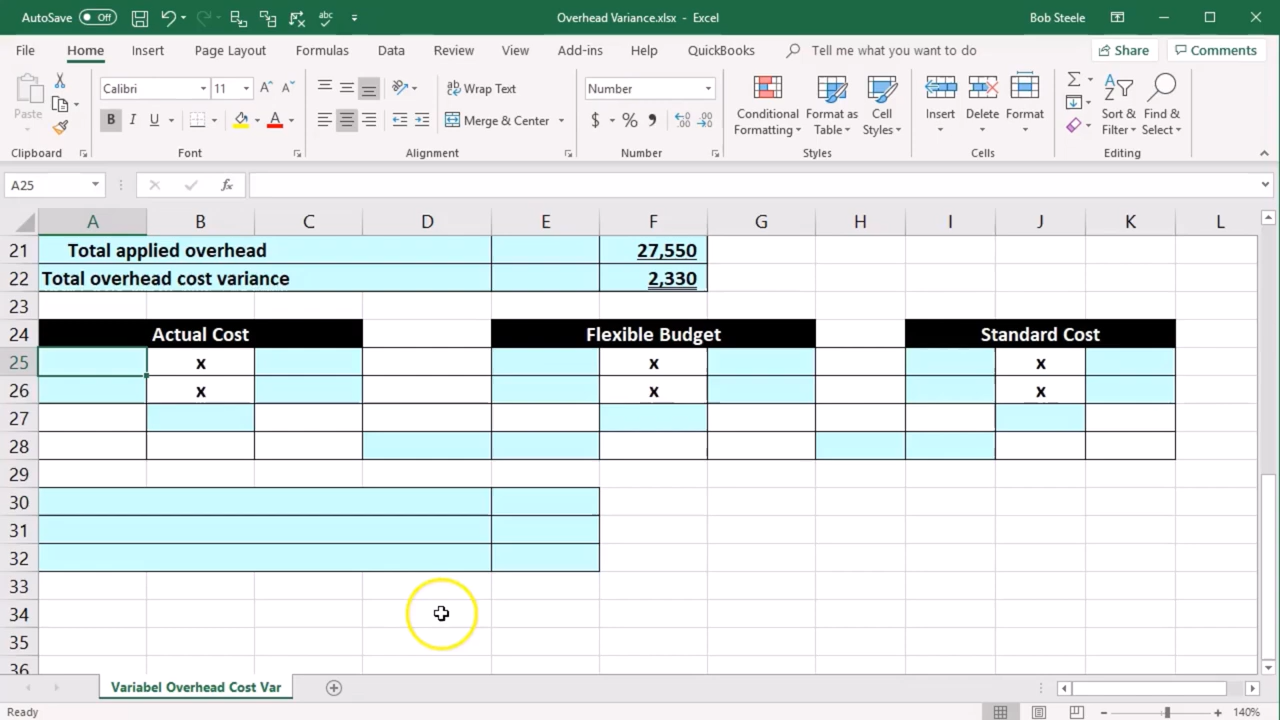 AutoSave Off Overhead Variance.xlsx - Excel Bob Steele
File Home Insert Page Layout Formulas Data Review View Add-ins Help QuickBooks Tell me what you want to do Share Comments
Paste Calibri 11 A A B I U A Wrap Text Merge & Center Number $ % Conditional Formatting Format as Table Cell Styles Insert Delete Format Sort & Filter Find & Select
Clipboard Font Alignment Number Styles Cells Editing
A25 fx
A B C D E F G H I J K L
21 Total applied overhead 27,550
22 Total overhead cost variance 2,330
23
24 Actual Cost Flexible Budget Standard Cost
25 x x x
26 x x x
27
28
29
30
31
32
33
34
35
36
Variabel Overhead Cost Var
Ready 140%